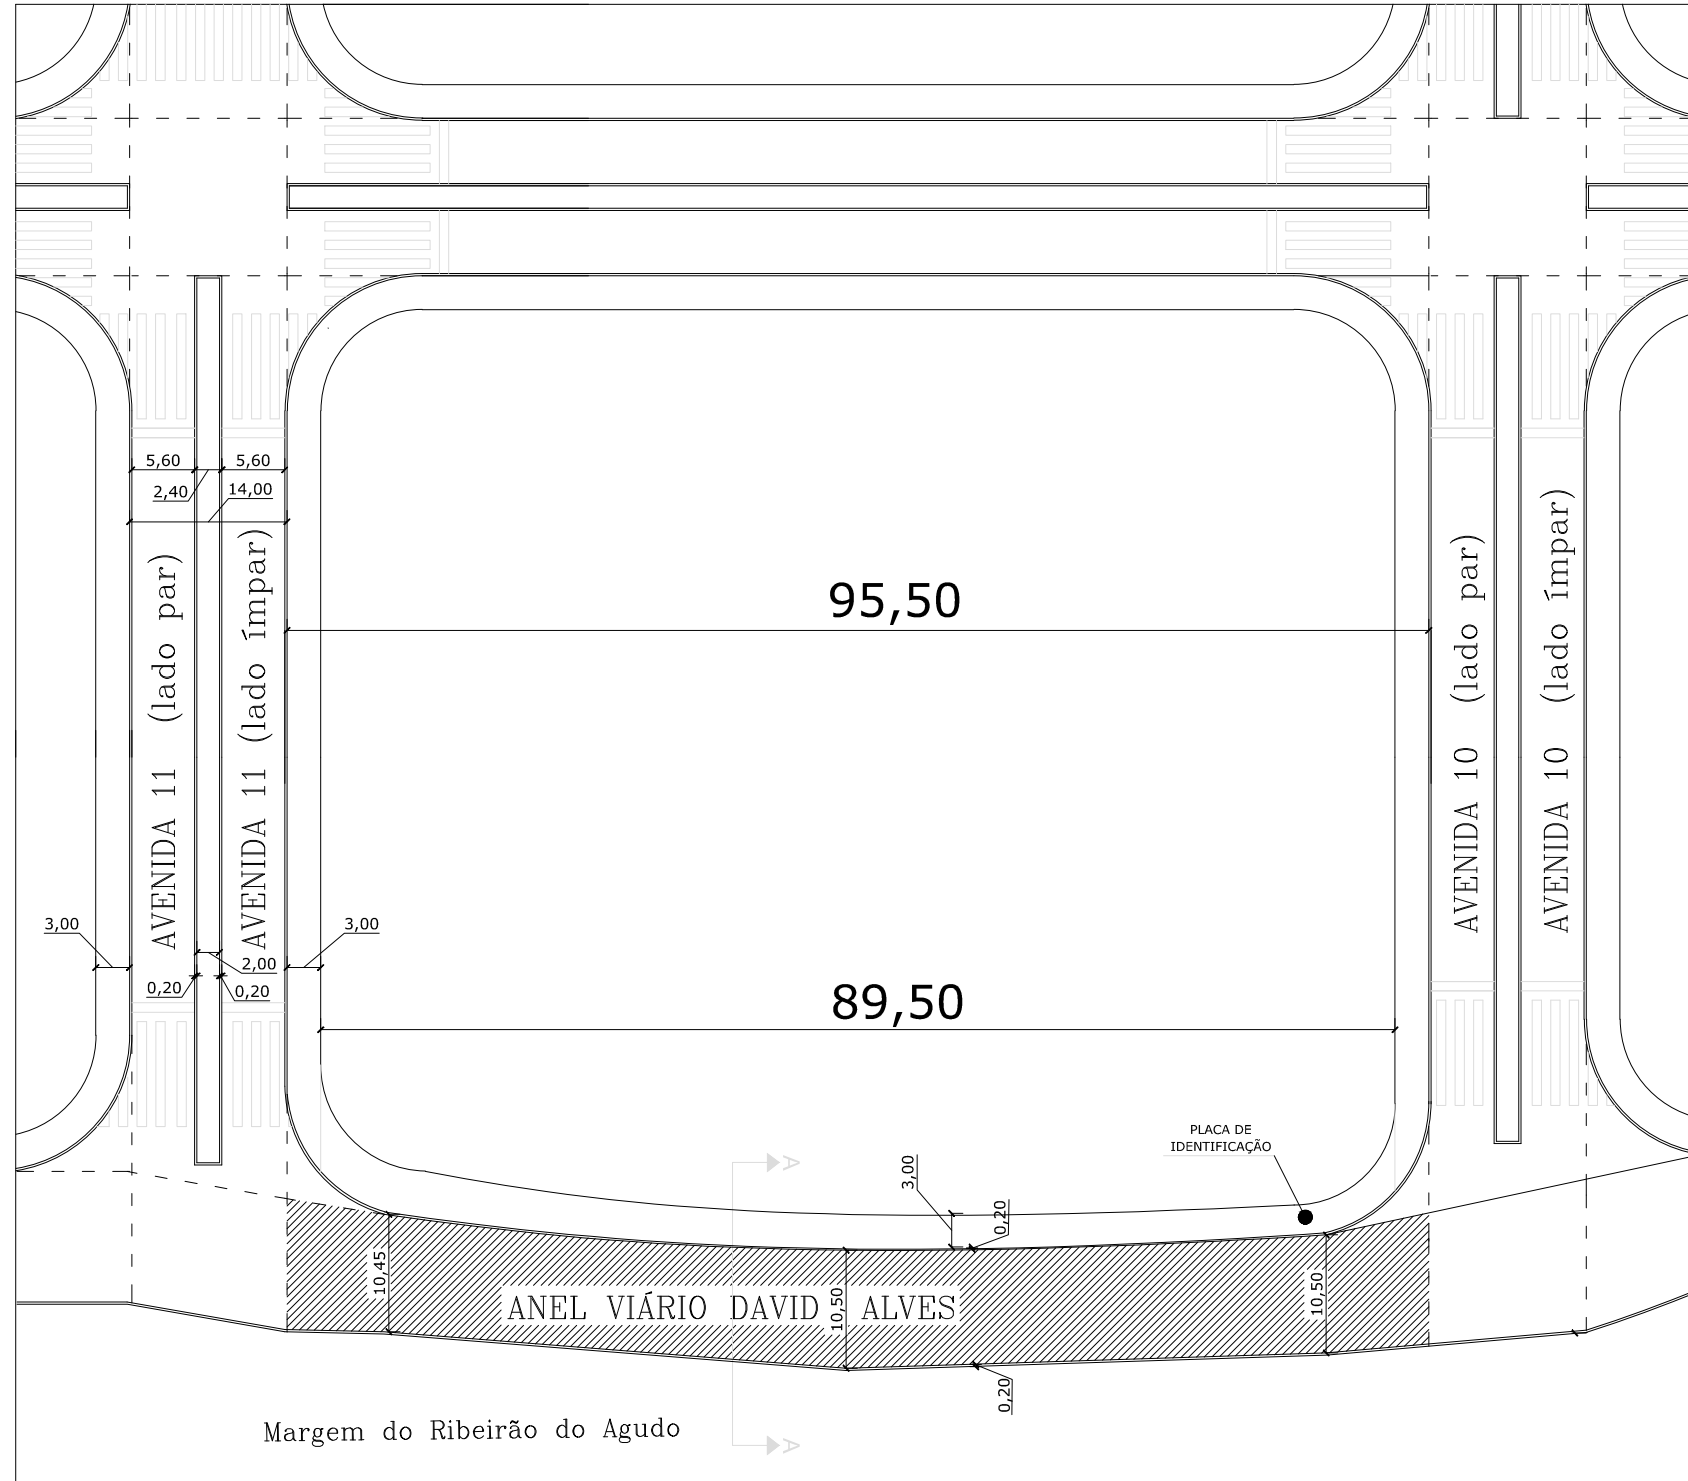 5,60
5,60
2,40
14,00
95,50
AVENIDA 11 (lado par)
AVENIDA 11 (lado ímpar)
AVENIDA 10 (lado par)
AVENIDA 10 (lado ímpar)
3,00
3,00
2,00
0,20
0,20
89,50
PLACA DE
IDENTIFICAÇÃO
A
3,00
0,20
10,45
10,50
10,50
ANEL VIÁRIO DAVID ALVES
0,20
Margem do Ribeirão do Agudo
A